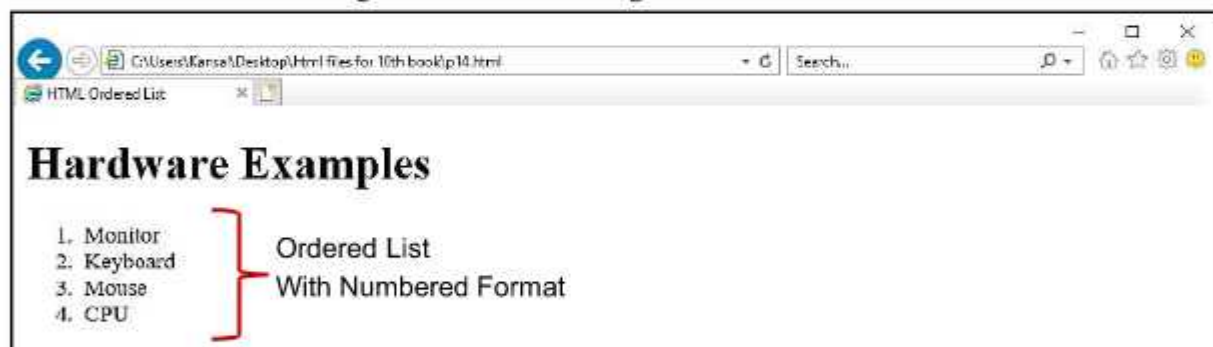 C:\Users\Kansa\Desktop\Html files for 10th book\p14.html
Search...
HTML Ordered List
Hardware Examples
1. Monitor
2. Keyboard
3. Mouse
4. CPU
Ordered List
With Numbered Format